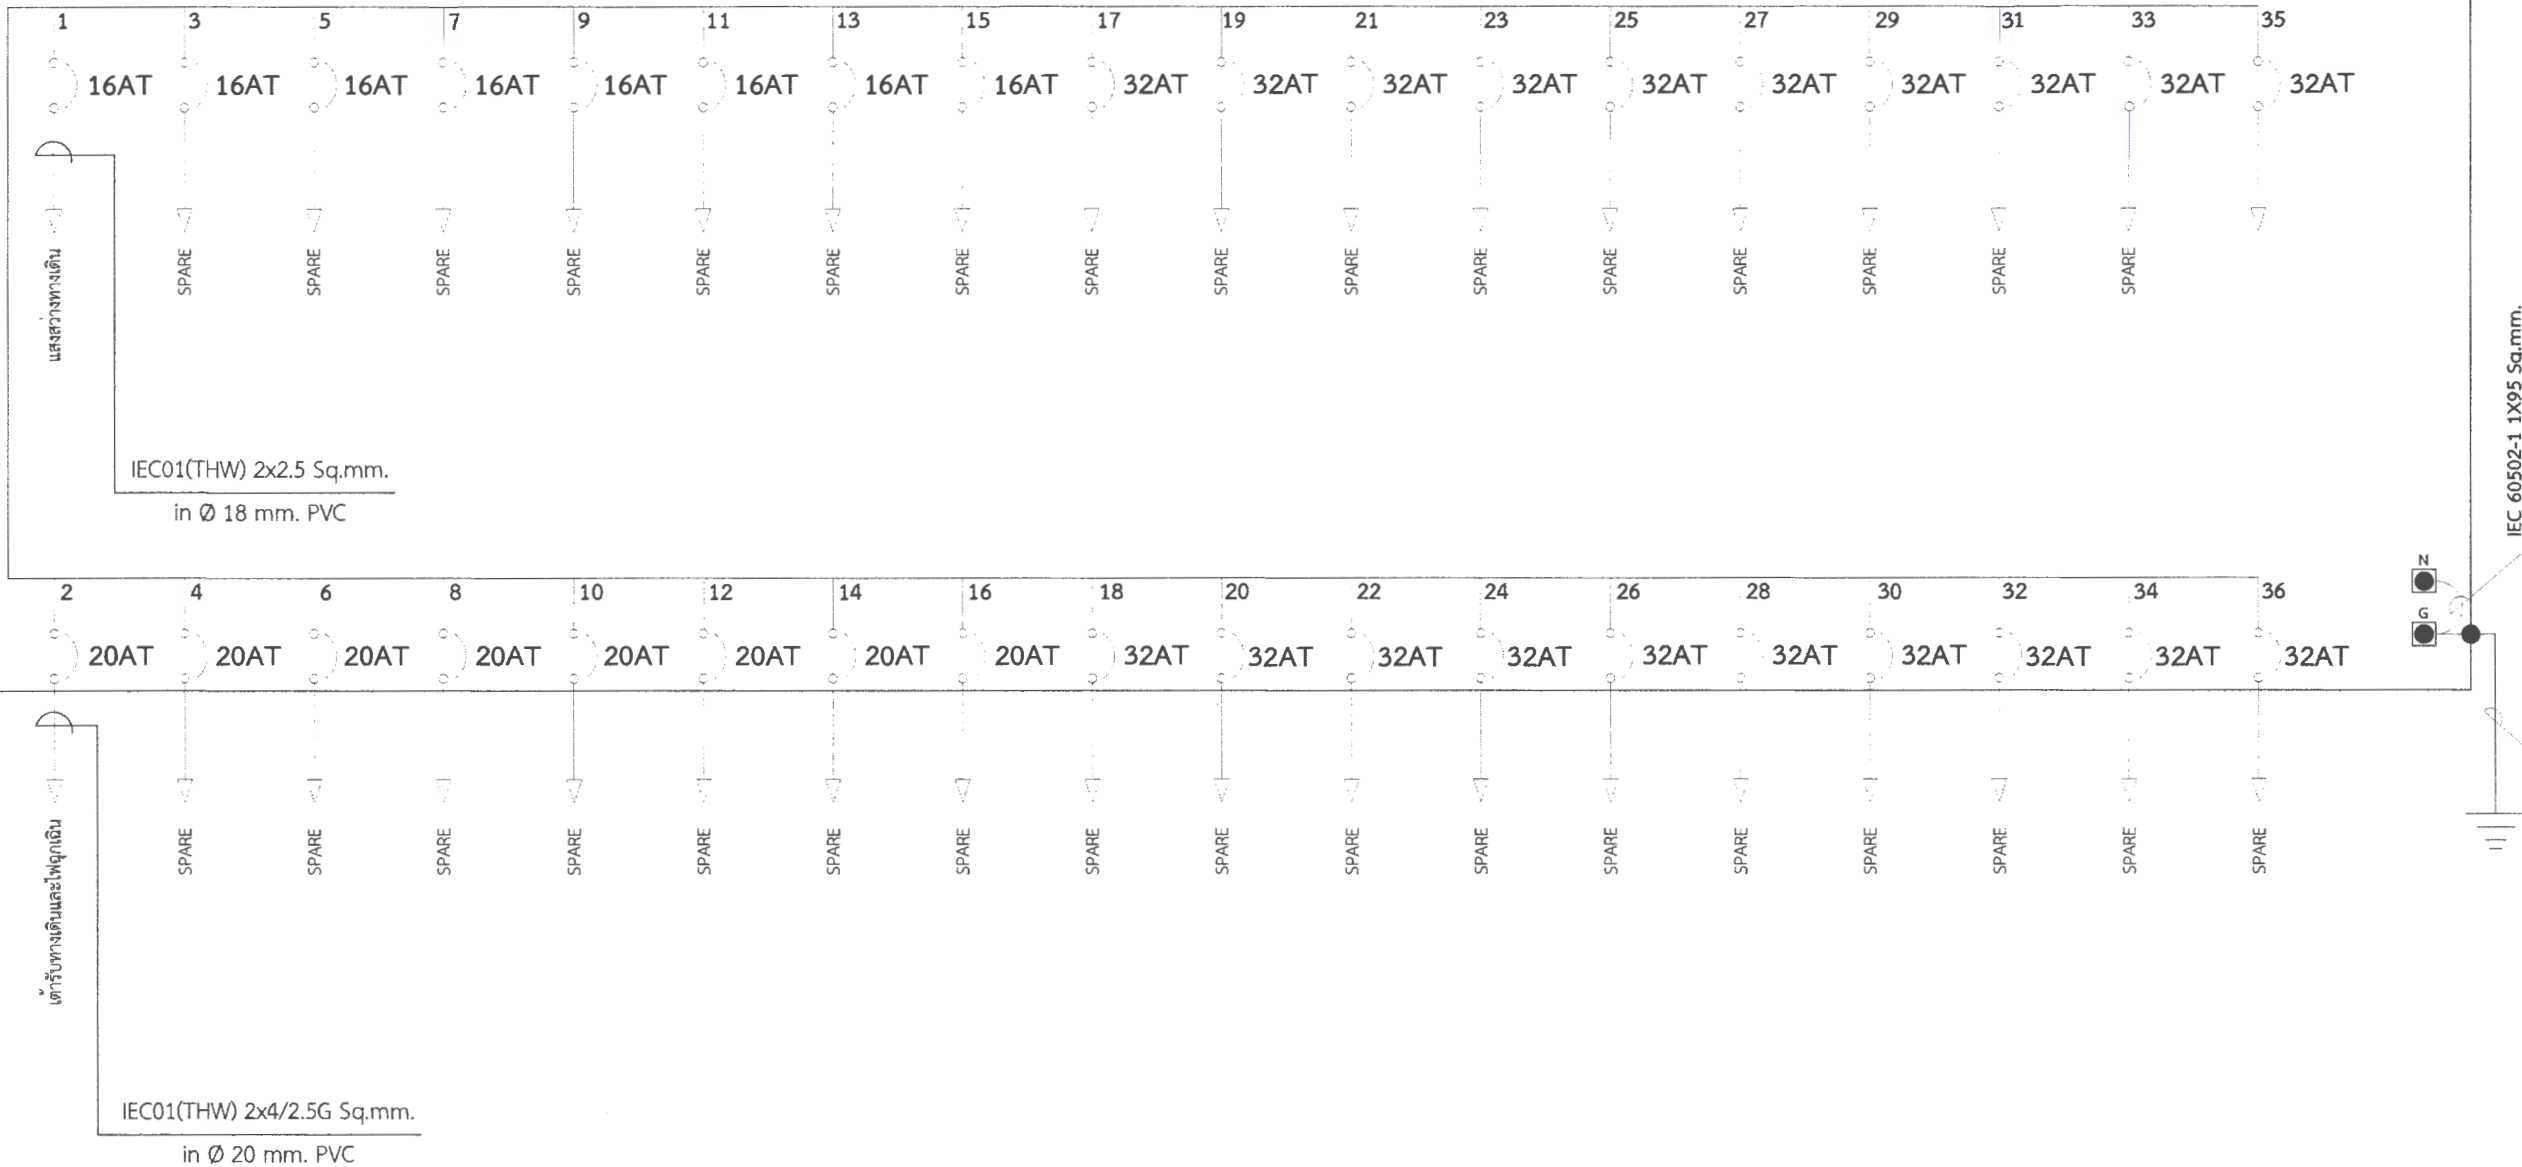 1 3 5 7 9 11 13 15 17 19 21 23 25 27 29 31 33 35
16AT 16AT 16AT 16AT 16AT 16AT 16AT 16AT 32AT 32AT 32AT 32AT 32AT 32AT 32AT 32AT 32AT 32AT
แสงสว่างทางเดิน SPARE SPARE SPARE SPARE SPARE SPARE SPARE SPARE SPARE SPARE SPARE SPARE SPARE SPARE SPARE SPARE
IEC 60502-1 1X95 Sq.mm.
IEC01(THW) 2x2.5 Sq.mm.
in Ø 18 mm. PVC
N
2 4 6 8 10 12 14 16 18 20 22 24 26 28 30 32 34 36
G
20AT 20AT 20AT 20AT 20AT 20AT 20AT 20AT 32AT 32AT 32AT 32AT 32AT 32AT 32AT 32AT 32AT 32AT
เต้ารับทางเดินและไฟฉุกเฉิน SPARE SPARE SPARE SPARE SPARE SPARE SPARE SPARE SPARE SPARE SPARE SPARE SPARE SPARE SPARE SPARE SPARE
IEC01(THW) 2x4/2.5G Sq.mm.
in Ø 20 mm. PVC